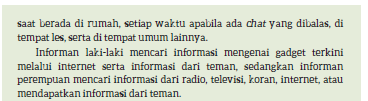 saat berada di rumah, setiap waktu apabila ada chat yang dibalas, di
tempat les, serta di tempat umum lainnya.
Informan laki-laki mencari informasi mengenai gadget terkini
melalui internet serta informasi dari teman, sedangkan informan
perempuan mencari informasi dari radio, televisi, koran, internet, atau
mendapatkan informasi dari teman.